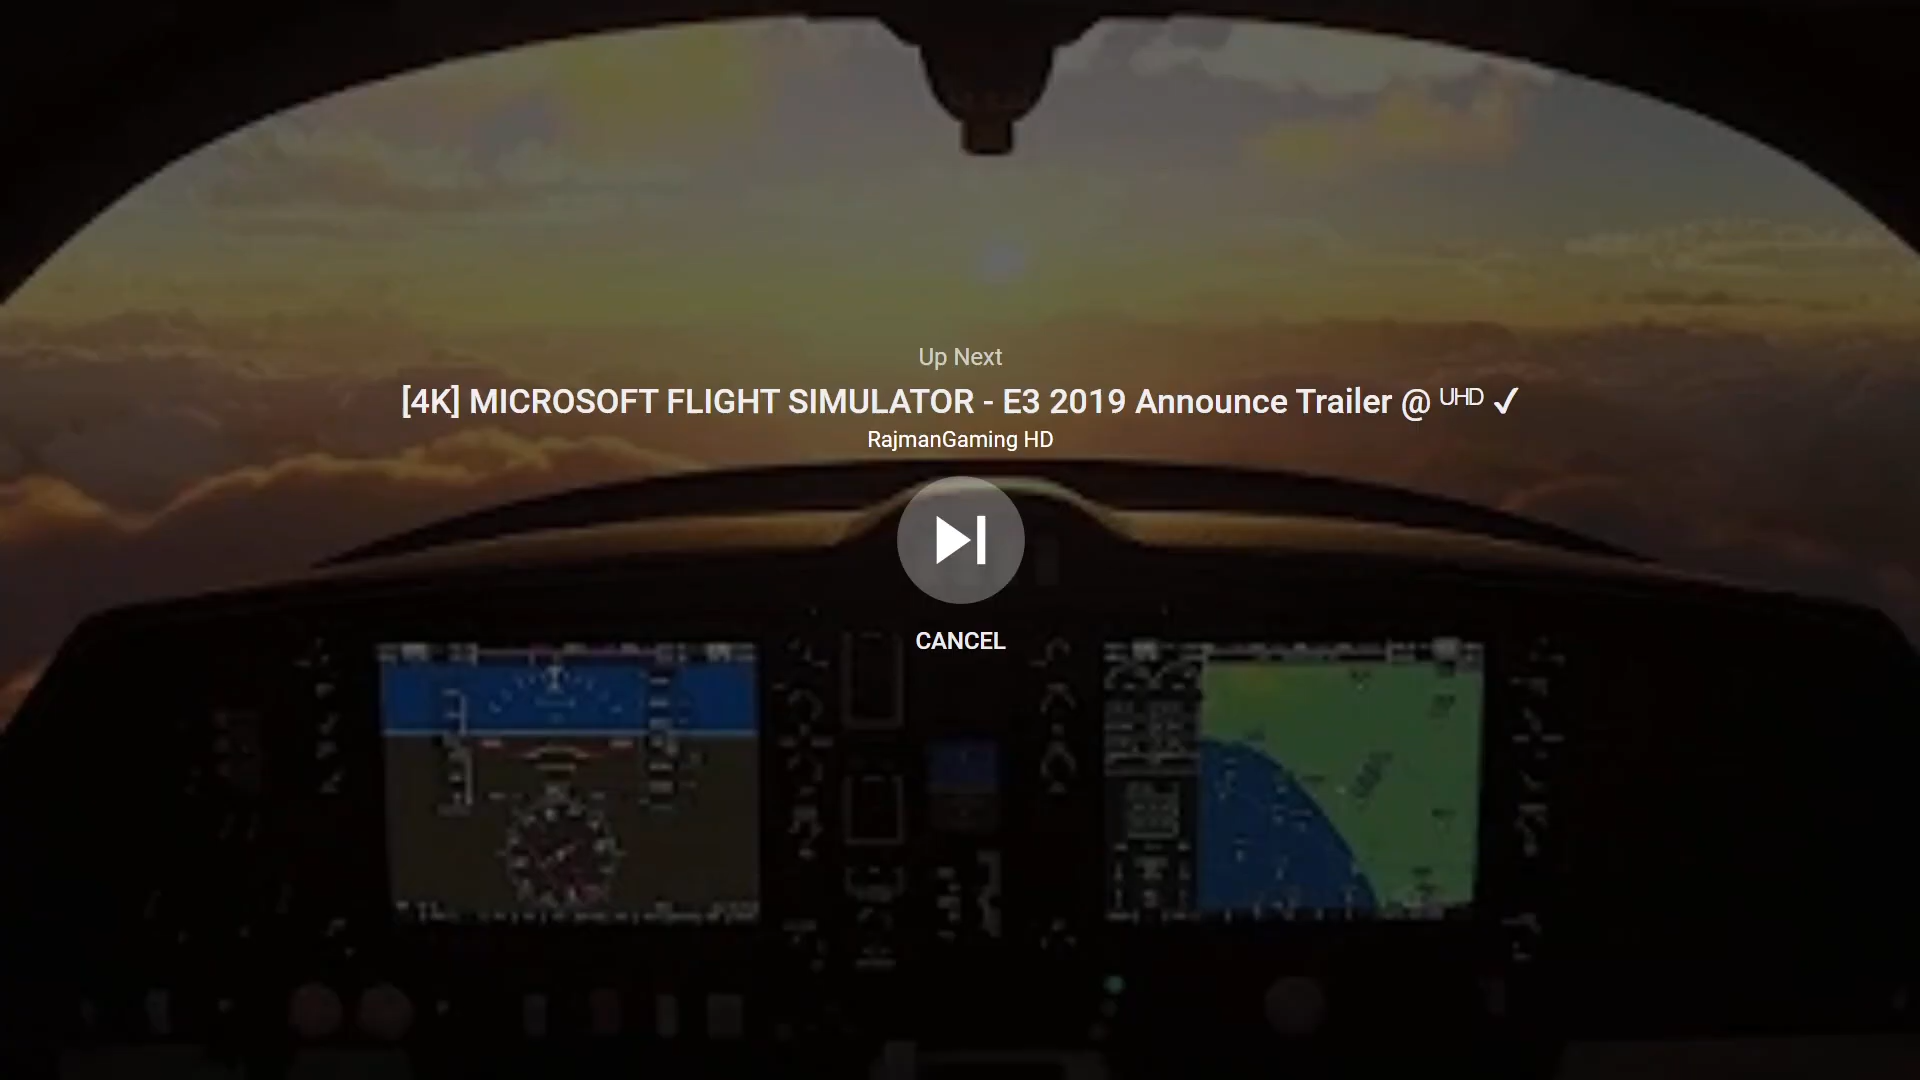 Up Next
[4K] MICROSOFT FLIGHT SIMULATOR - E3 2019 Announce Trailer @ ᵁᴴᴰ ✓
RajmanGaming HD
CANCEL